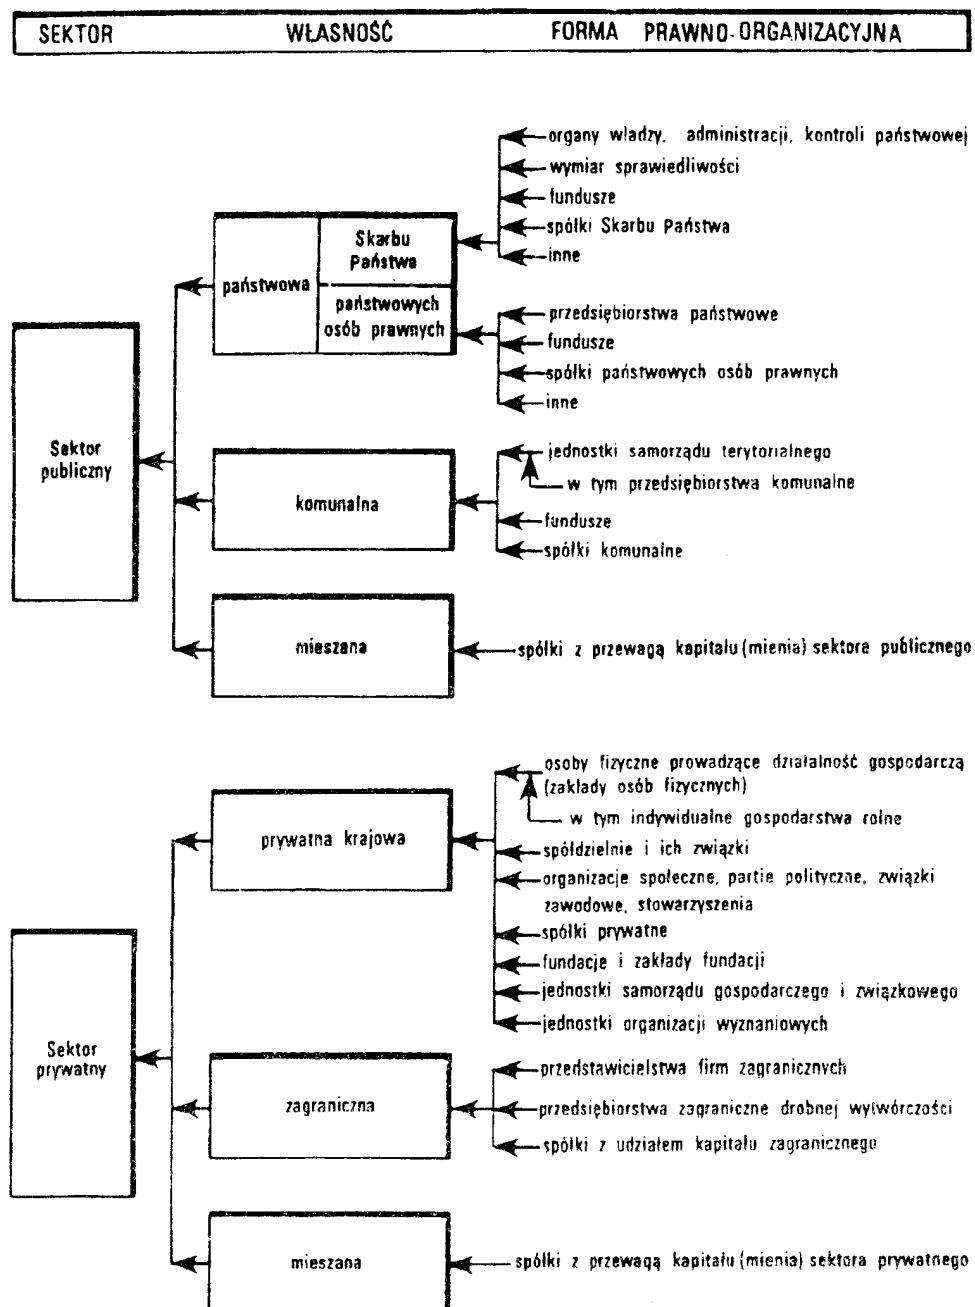 SEKTOR WŁASNOŚĆ FORMA PRAWNO-ORGANIZACYJNA
organy władzy, administracji, kontroli państwowej
wymiar sprawiedliwości
fundusze
spółki Skarbu Państwa
inne
państwowa
Skarbu
Państwa
państwowych
osób prawnych
przedsiębiorstwa państwowe
fundusze
spółki państwowych osób prawnych
inne
Sektor
publiczny
komunalna
jednostki samorządu terytorialnego
w tym przedsiębiorstwa komunalne
fundusze
spółki komunalne
mieszana
spółki z przewagą kapitału (mienia) sektora publicznego
prywatna krajowa
osoby fizyczne prowadzące działalność gospodarczą
(zakłady osób fizycznych)
w tym indywidualne gospodarstwa rolne
spółdzielnie i ich związki
organizacje społeczne, partie polityczne, związki
zawodowe, stowarzyszenia
spółki prywatne
fundacje i zakłady fundacji
jednostki samorządu gospodarczego i związkowego
jednostki organizacji wyznaniowych
Sektor
prywatny
zagraniczna
przedstawicielstwa firm zagranicznych
przedsiębiorstwa zagraniczne drobnej wytwórczości
spółki z udziałem kapitału zagranicznego
mieszana
spółki z przewagą kapitału (mienia) sektora prywatnego